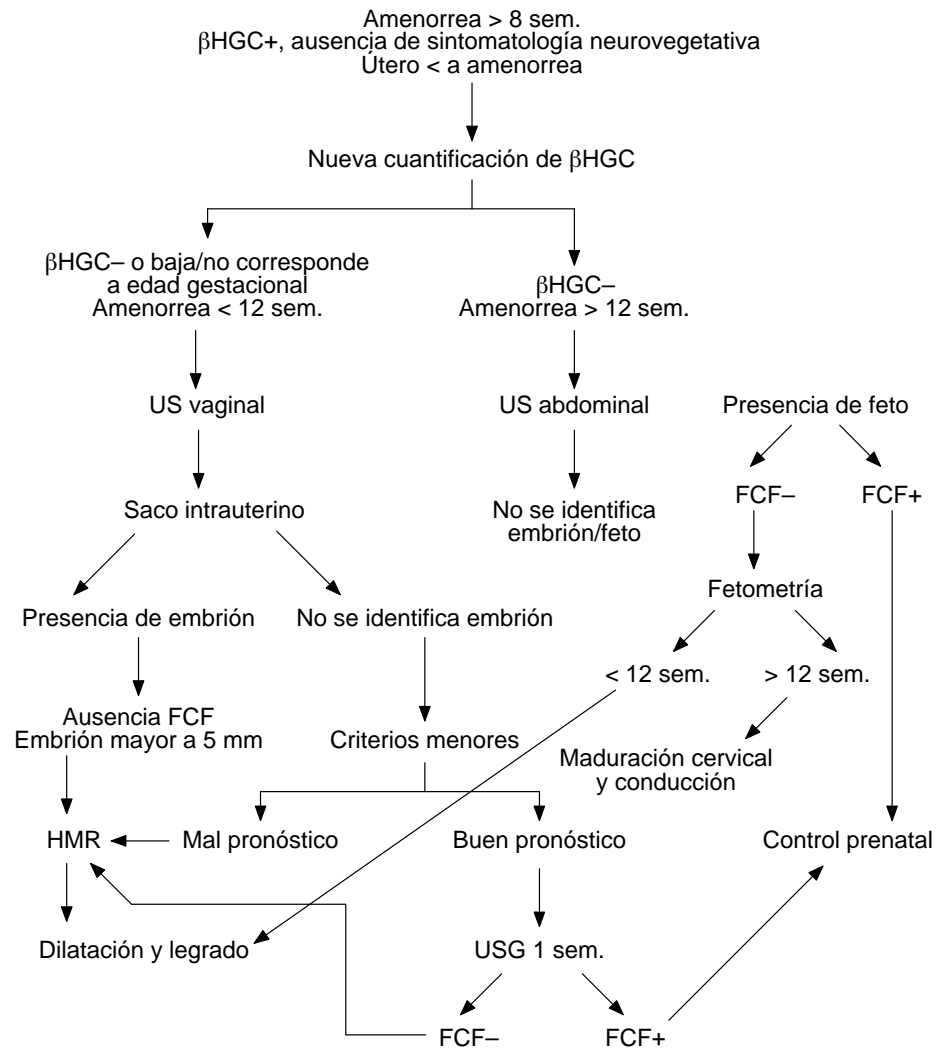 Amenorrea > 8 sem.
βHGC+, ausencia de sintomatología neurovegetativa
Útero < a amenorrea
Nueva cuantificación de βHGC
βHGC– o baja/no corresponde
a edad gestacional
Amenorrea < 12 sem.
βHGC–
Amenorrea > 12 sem.
US vaginal
US abdominal
Presencia de feto
Saco intrauterino
No se identifica
embrión/feto
FCF–
FCF+
Presencia de embrión
No se identifica embrión
Fetometría
< 12 sem.
> 12 sem.
Ausencia FCF
Embrión mayor a 5 mm
Criterios menores
Maduración cervical
y conducción
HMR
Mal pronóstico
Buen pronóstico
Control prenatal
Dilatación y legrado
USG 1 sem.
FCF–
FCF+